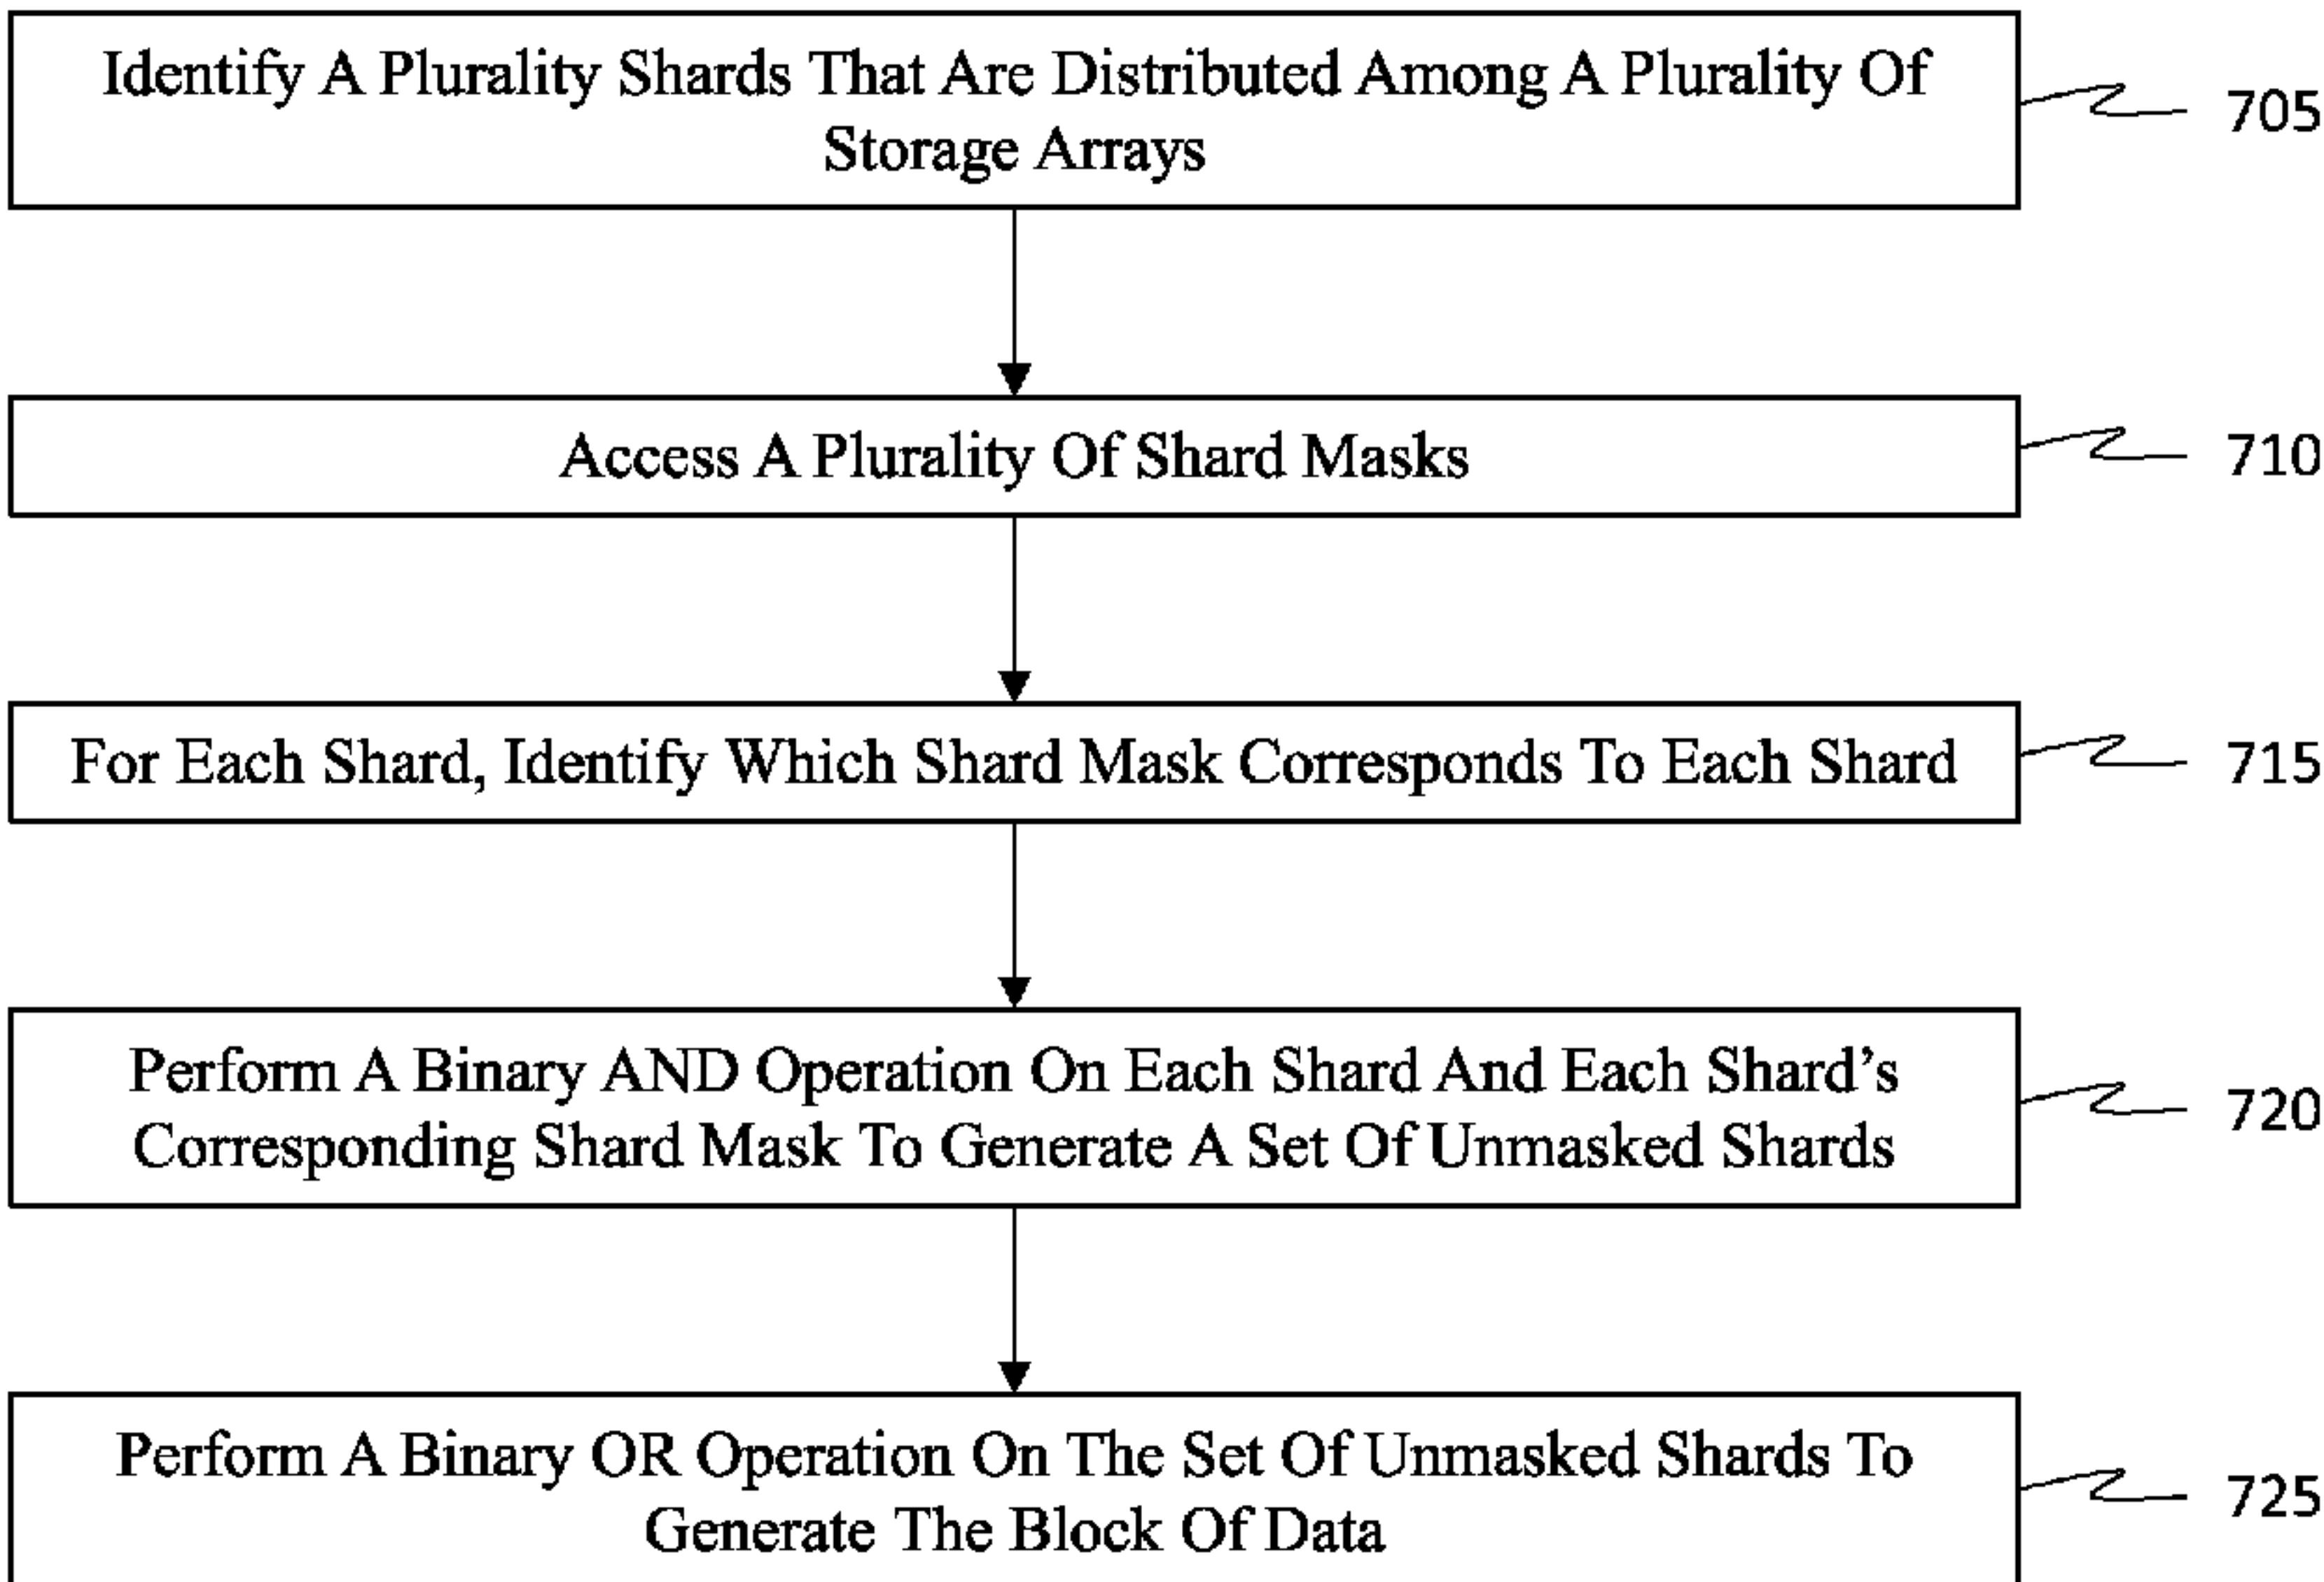 Identify A Plurality Shards That Are Distributed Among A Plurality Of
Storage Arrays
705
Access A Plurality Of Shard Masks
710
For Each Shard, Identify Which Shard Mask Corresponds To Each Shard
715
Perform A Binary AND Operation On Each Shard And Each Shard’s
Corresponding Shard Mask To Generate A Set Of Unmasked Shards
720
Perform A Binary OR Operation On The Set Of Unmasked Shards To
Generate The Block Of Data
725